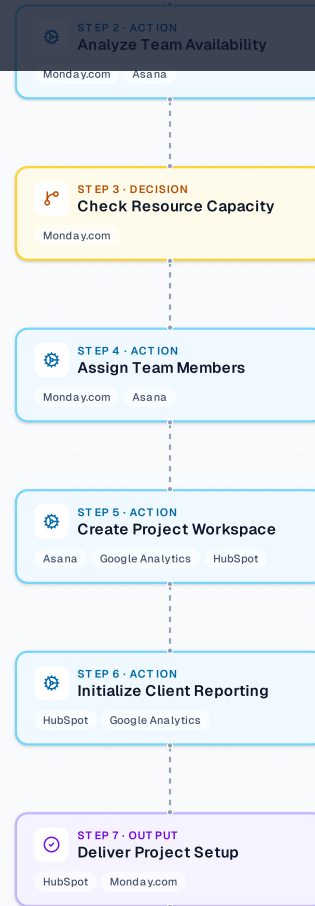 STEP 2 · ACTION
Analyze Team Availability
Monday.com Asana
STEP 3 · DECISION
Check Resource Capacity
Monday.com
STEP 4 · ACTION
Assign Team Members
Monday.com Asana
STEP 5 · ACTION
Create Project Workspace
Asana Google Analytics HubSpot
STEP 6 · ACTION
Initialize Client Reporting
HubSpot Google Analytics
STEP 7 · OUTPUT
Deliver Project Setup
HubSpot Monday.com